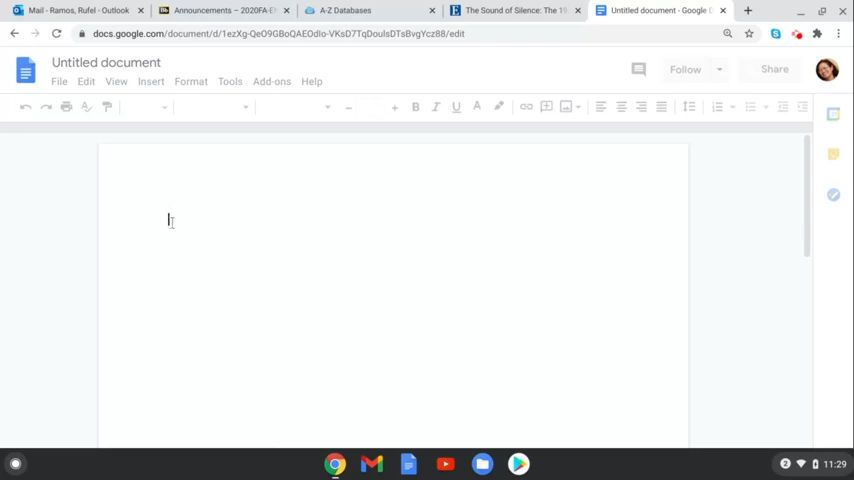 Mail - Ramos, Rufel - Outlook
Bb Announcements – 2020FA-E
A-Z Databases
The Sound of Silence: The 19
Untitled document - Google D
docs.google.com/document/d/1ezXg-QeO9GBoQAEOdlo-VKsD7TqDoulsDTsBvgYcz88/edit
Untitled document
Follow
Share
File Edit View Insert Format Tools Add-ons Help
B I U A
2 11:29